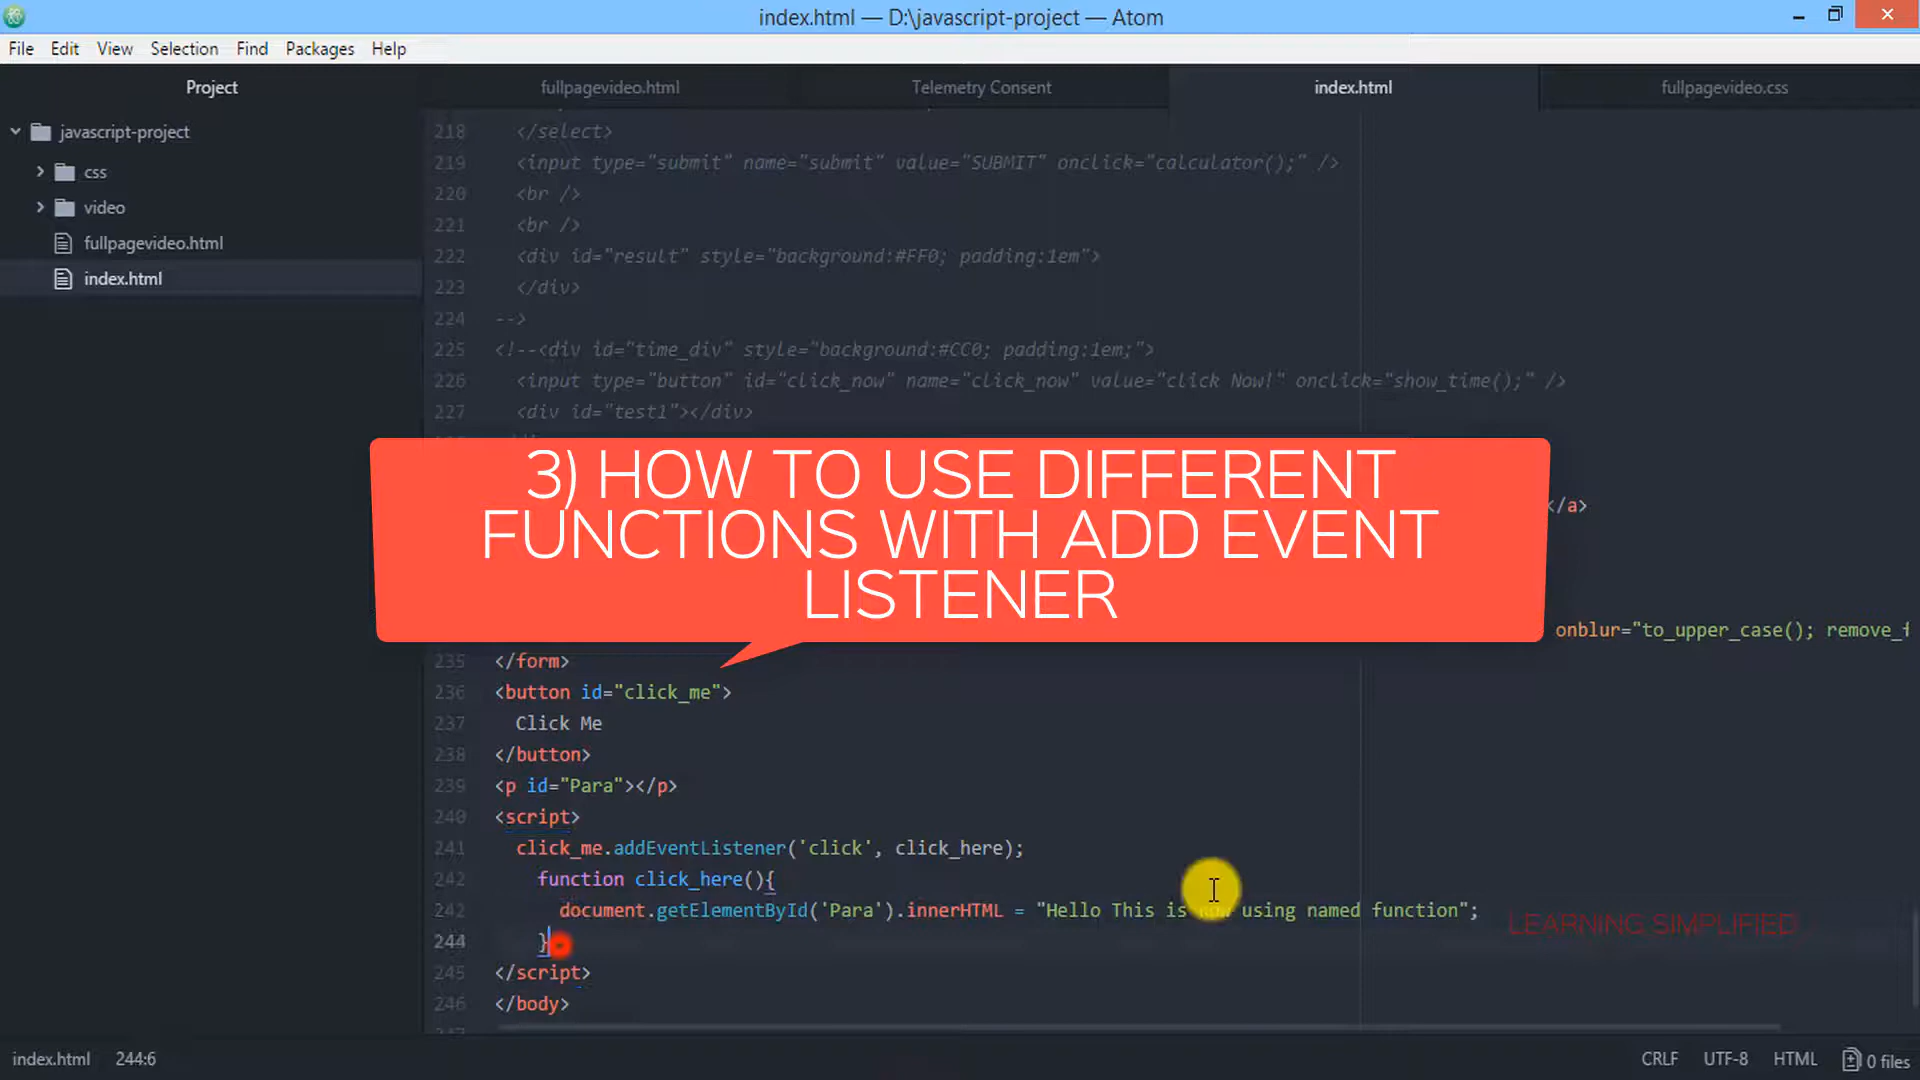 index.html — D:\javascript-project — Atom
File Edit View Selection Find Packages Help
Project
fullpagevideo.html
Telemetry Consent
index.html
fullpagevideo.css
javascript-project
css
video
fullpagevideo.html
index.html
218 </select>
219 <input type="submit" name="submit" value="SUBMIT" onclick="calculator();" />
220 <br />
221 <br />
222 <div id="result" style="background:#FF0; padding:1em">
223 </div>
224 -->
225 <!--<div id="time_div" style="background:#CC0; padding:1em;">
226 <input type="button" id="click_now" name="click_now" value="click Now!" onclick="show_time();" />
227 <div id="test1"></div>
3) HOW TO USE DIFFERENT
FUNCTIONS WITH ADD EVENT
LISTENER
</a>
onblur="to_upper_case(); remove_f
235 </form>
236 <button id="click_me">
237 Click Me
238 </button>
239 <p id="Para"></p>
240 <script>
241 click_me.addEventListener('click', click_here);
242 function click_here(){
242 document.getElementById('Para').innerHTML = "Hello This is now using named function";
244 }
245 </script>
246 </body>
LEARNING SIMPLIFIED
index.html 244:6
CRLF UTF-8 HTML 0 files